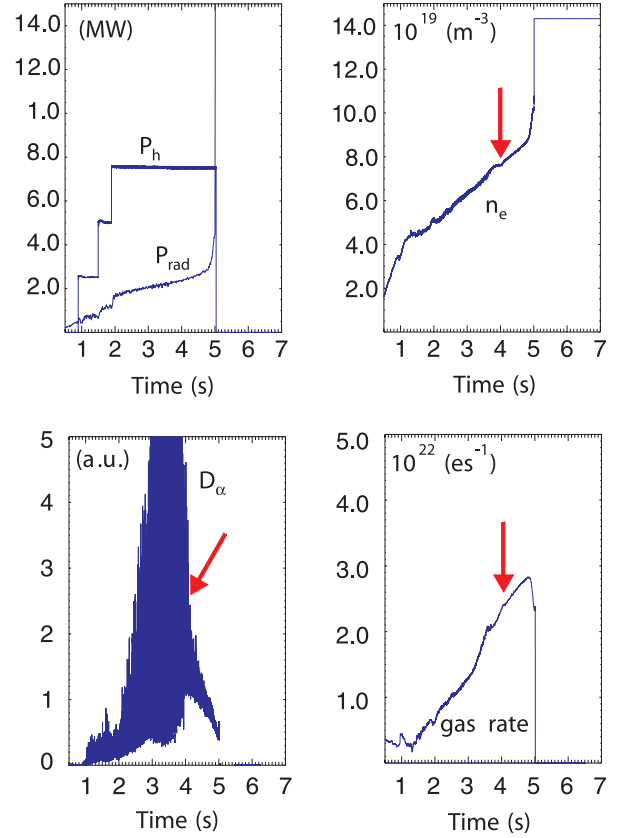 (MW)
14.0
12.0
1.0
8.0
P_h
6.0
4.0
P_rad
2.0
1 2 3 4 5 6 7
Time (s)
10^19 (m^-3)
14.0
12.0
10.0
8.0
6.0
n_e
4.0
2.0
1 2 3 4 5 6 7
Time (s)
5
(a.u.)
D_α
4
3
2
1
0
1 2 3 4 5 6 7
Time (s)
5.0
10^22 (es^-1)
4.0
3.0
2.0
1.0
gas rate
1 2 3 4 5 6 7
Time (s)